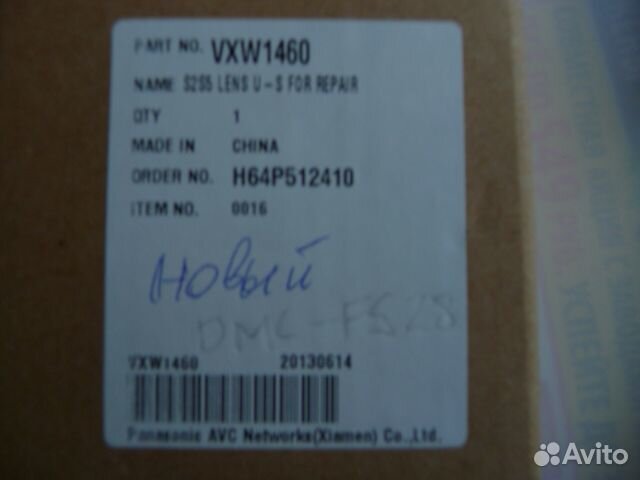 PART NO. VXW1460
NAME S2S5 LENS U-S FOR REPAIR
QTY 1
MADE IN CHINA
ORDER NO. H64P512410
ITEM NO. 0016
новый
DMC-FS28
VXW1460 20130614
Panasonic AVC Networks(Xiamen) Co.,Ltd.
Avito